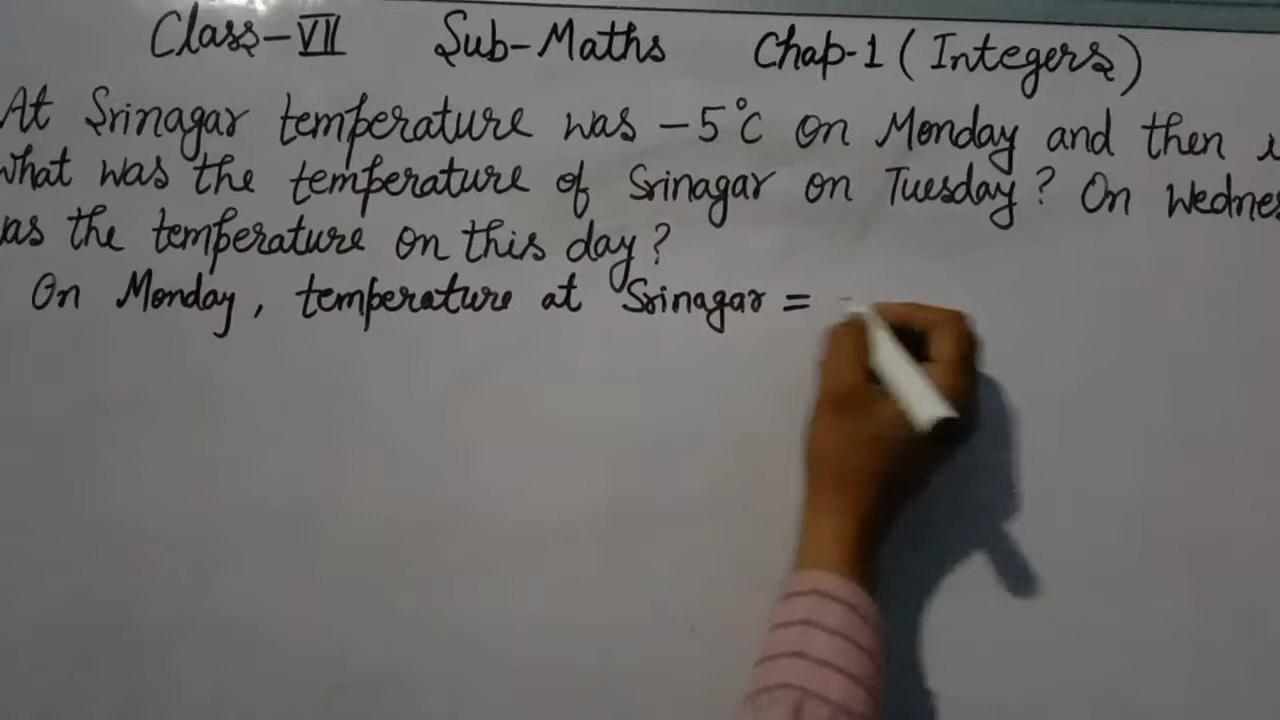 Class-VII Sub-Maths Chap-1 (Integers)
At Srinagar temperature was -5°C on Monday and then
what was the temperature of Srinagar on Tuesday? On
as the temperature on this day?
On Monday, temperature at Srinagar =